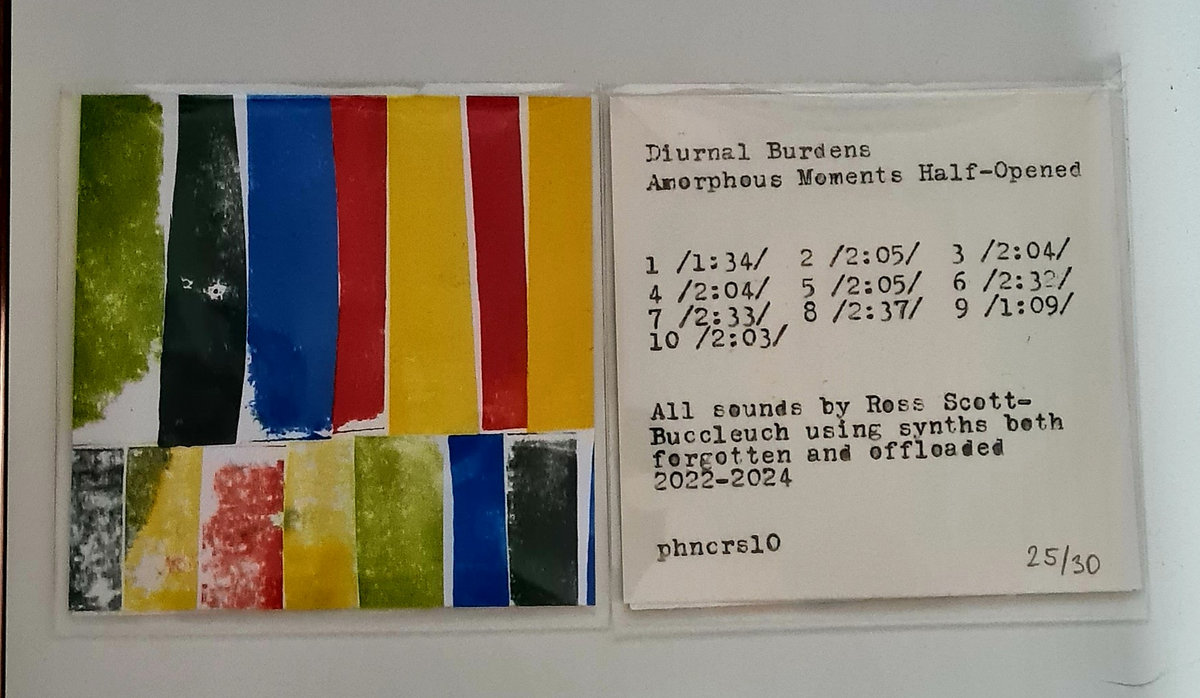 Diurnal Burdens
Amorphous Moments Half-Opened
1 /1:34/ 2 /2:05/ 3 /2:04/
4 /2:04/ 5 /2:05/ 6 /2:32/
7 /2:33/ 8 /2:37/ 9 /1:09/
10 /2:03/
All sounds by Ross Scott-
Buccleuch using synths both
forgotten and offloaded
2022-2024
phncrs10
25/30